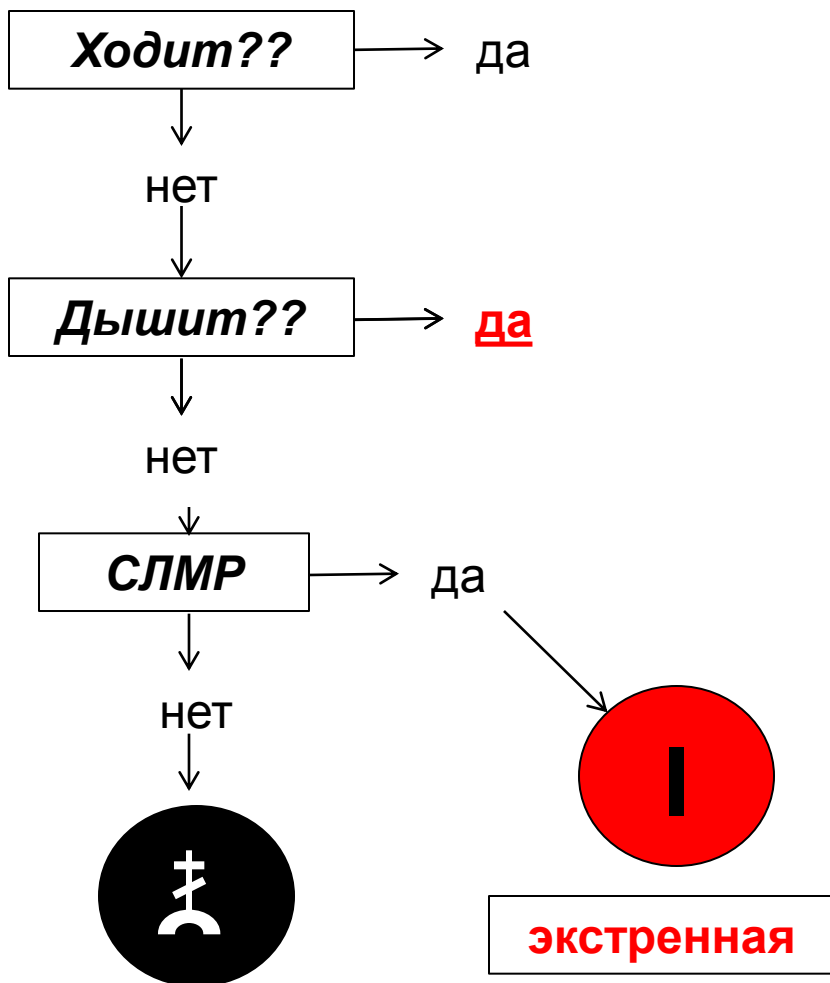 Ходит??
да
нет
Дышит??
да
нет
СЛМР
да
нет
I
экстренная